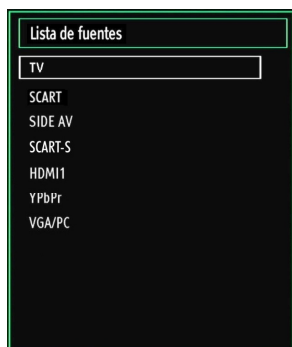 Lista de fuentes
TV
SCART
SIDE AV
SCART-S
HDMI1
YPbPr
VGA/PC